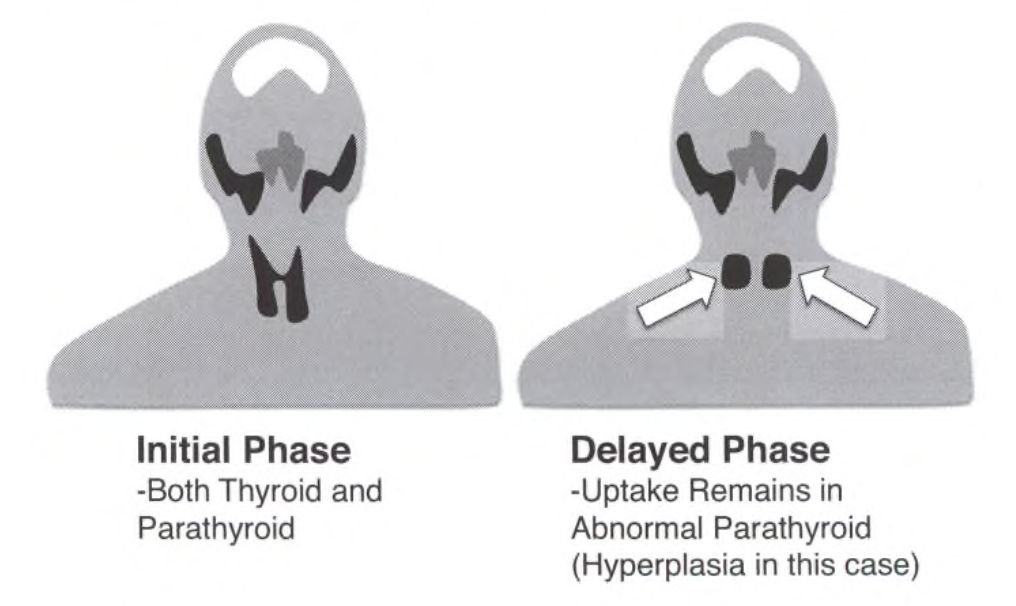 Initial Phase
-Both Thyroid and
Parathyroid
Delayed Phase
-Uptake Remains in
Abnormal Parathyroid
(Hyperplasia in this case)